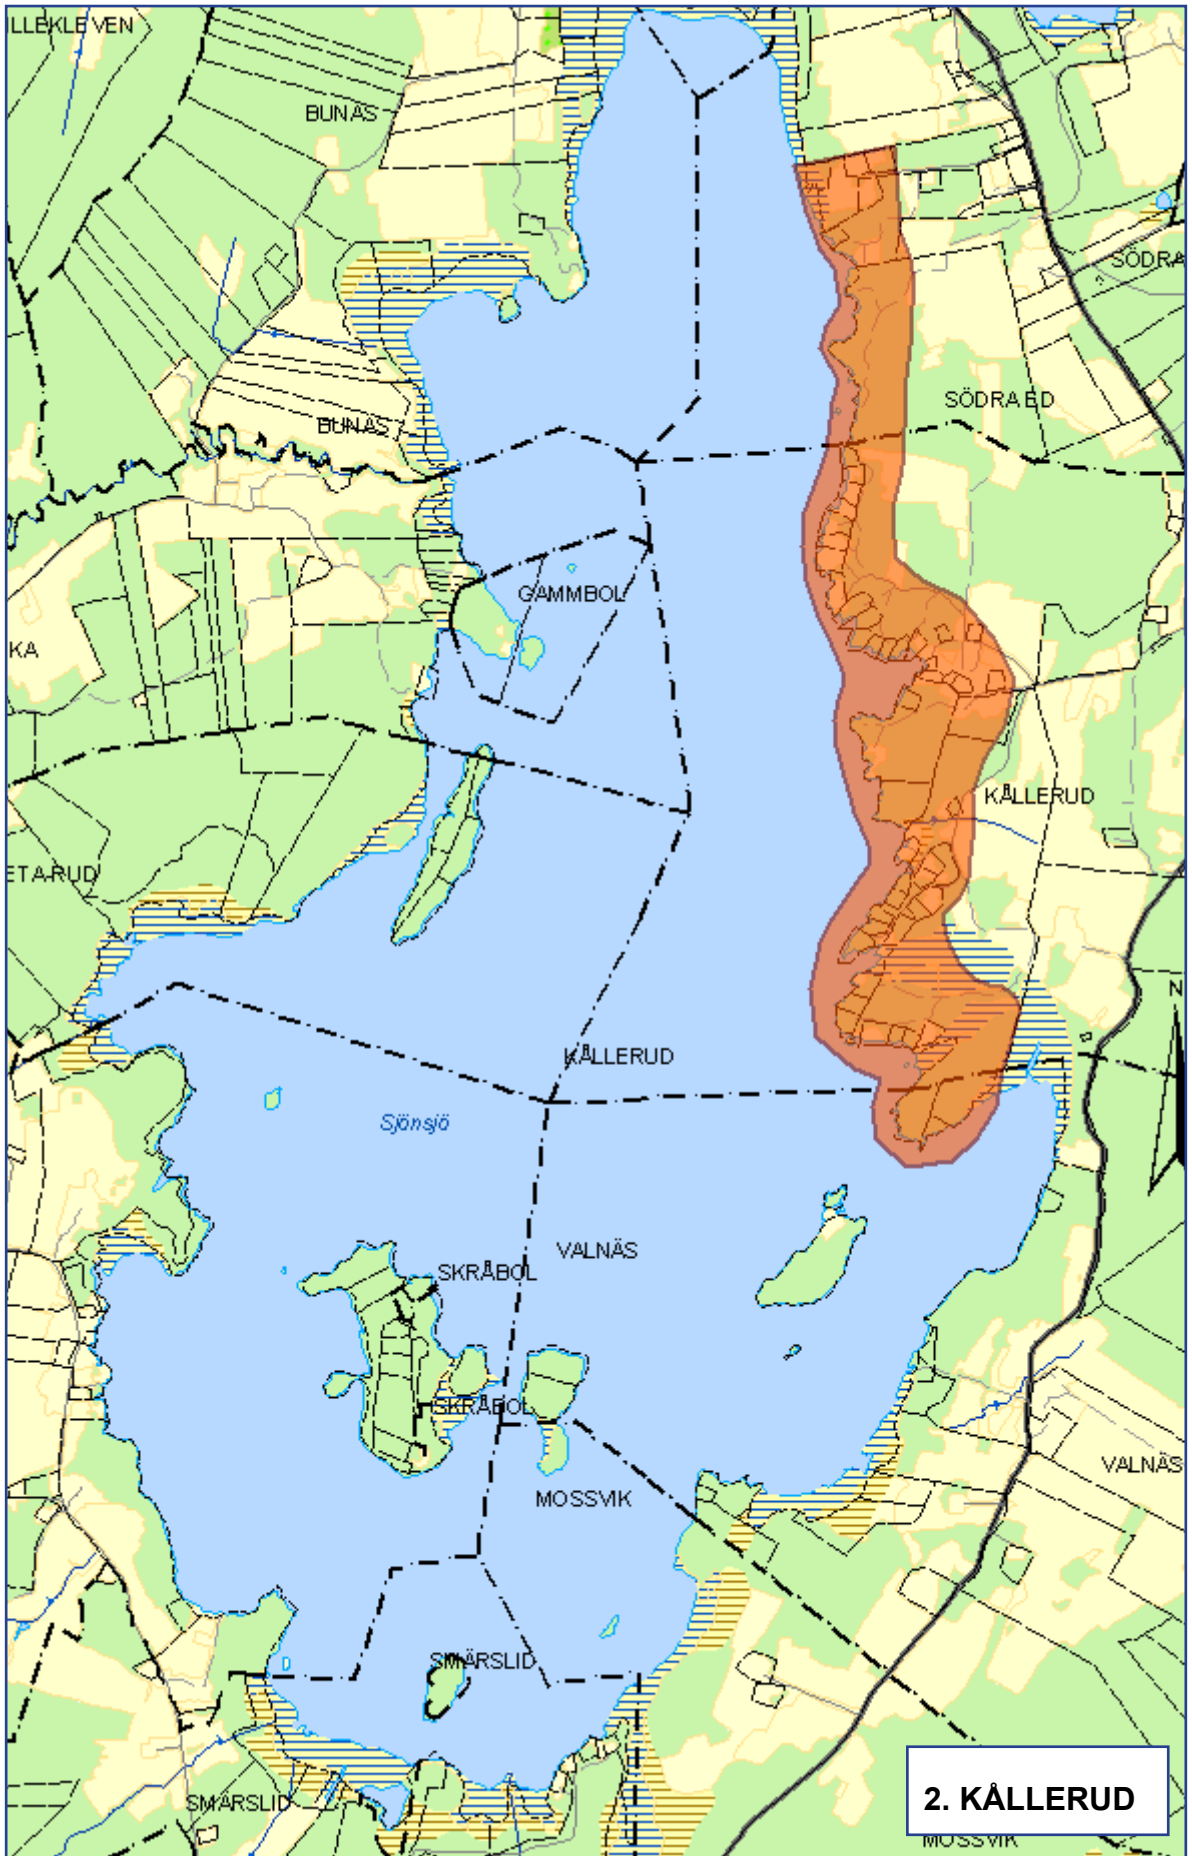 ILLEKLEVEN
BUNÄS
SÖDRA
SÖDRA ED
BUNÄS
GAMMBOL
KA
KÅLLERUD
ETARUD
N
KÅLLERUD
Sjönsjö
VALNÄS
SKRÅBOL
SKRÅBOL
VALNÄS
MOSSVIK
SMÄRSLID
SMÄRSLID
2. KÅLLERUD
MOSSVIK